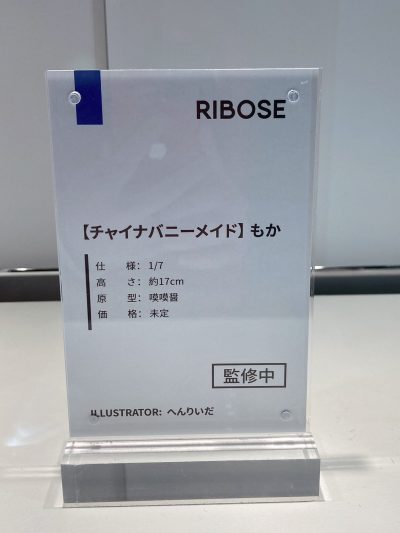 RIBOSE
【チャイナバニーメイド】もか
仕　様：1/7
高　さ：約17cm
原　型：嘆嘆醤
価　格：未定
監修中
ILLUSTRATOR: へんりいだ